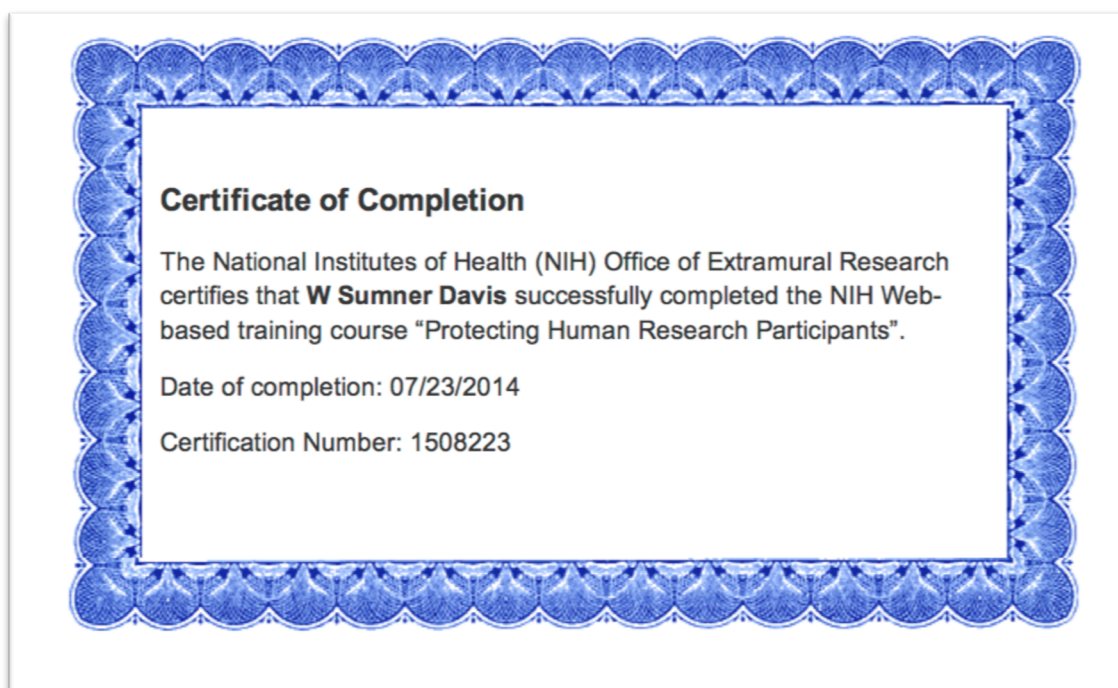 Certificate of Completion
The National Institutes of Health (NIH) Office of Extramural Research
certifies that W Sumner Davis successfully completed the NIH Web-
based training course “Protecting Human Research Participants”.
Date of completion: 07/23/2014
Certification Number: 1508223